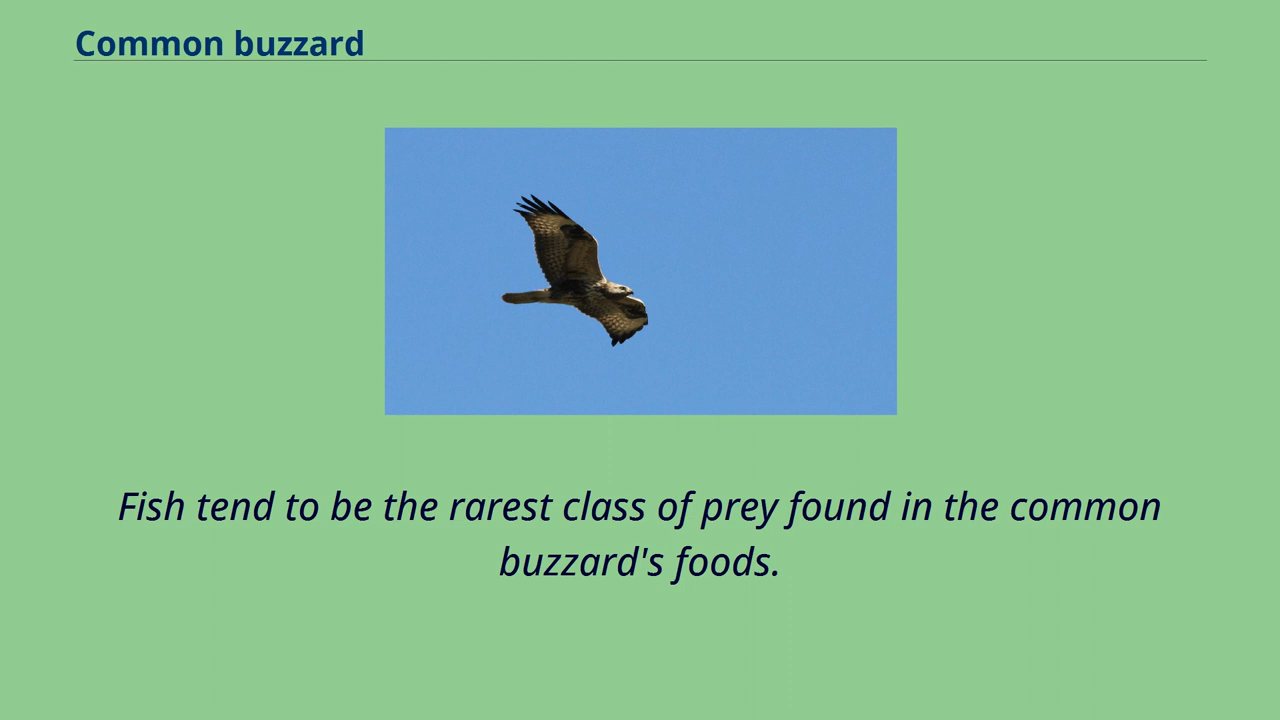 Common buzzard
Fish tend to be the rarest class of prey found in the common
buzzard's foods.